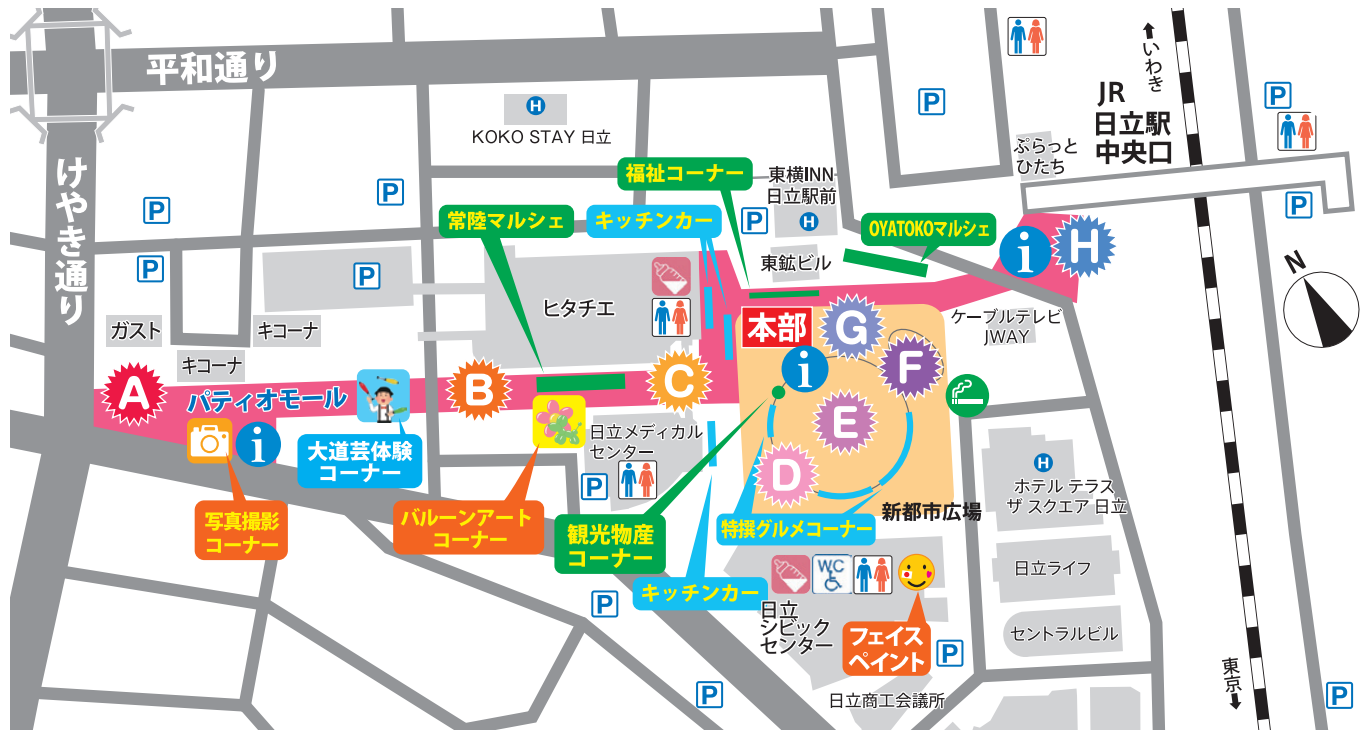 平和通り
けやき通り
↑いわき
JR
日立駅
中央口
KOKO STAY 日立
H
P
P
P
ぷらっと
ひたち
福祉コーナー
東横INN
日立駅前
H
P
P
P
P
常陸マルシェ
キッチンカー
P
OYATOKOマルシェ
i
H
N
P
P
ヒタチエ
東鉱ビル
ガスト
キコーナ
キコーナ
本部
G
ケーブルテレビ
JWAY
A
パティオモール
B
C
i
F
E
D
i
大道芸体験
コーナー
日立メディカル
センター
P
H
ホテル テラス
ザ スクエア 日立
新都市広場
写真撮影
コーナー
バルーンアート
コーナー
観光物産
コーナー
特撰グルメコーナー
キッチンカー
WC
日立
シビック
センター
フェイス
ペイント
日立ライフ
セントラルビル
P
P
P
P
日立商工会議所
東京↓